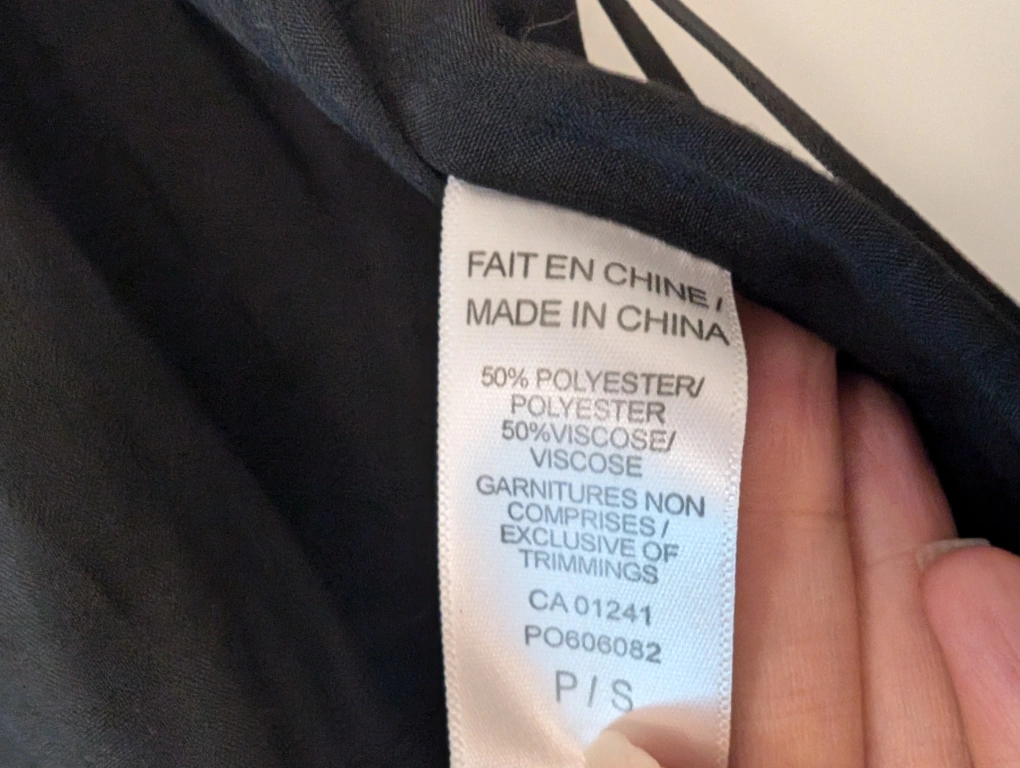 FAIT EN CHINE /
MADE IN CHINA
50% POLYESTER/
POLYESTER
50%VISCOSE/
VISCOSE
GARNITURES NON
COMPRISES /
EXCLUSIVE OF
TRIMMINGS
CA 01241
PO606082
P / S